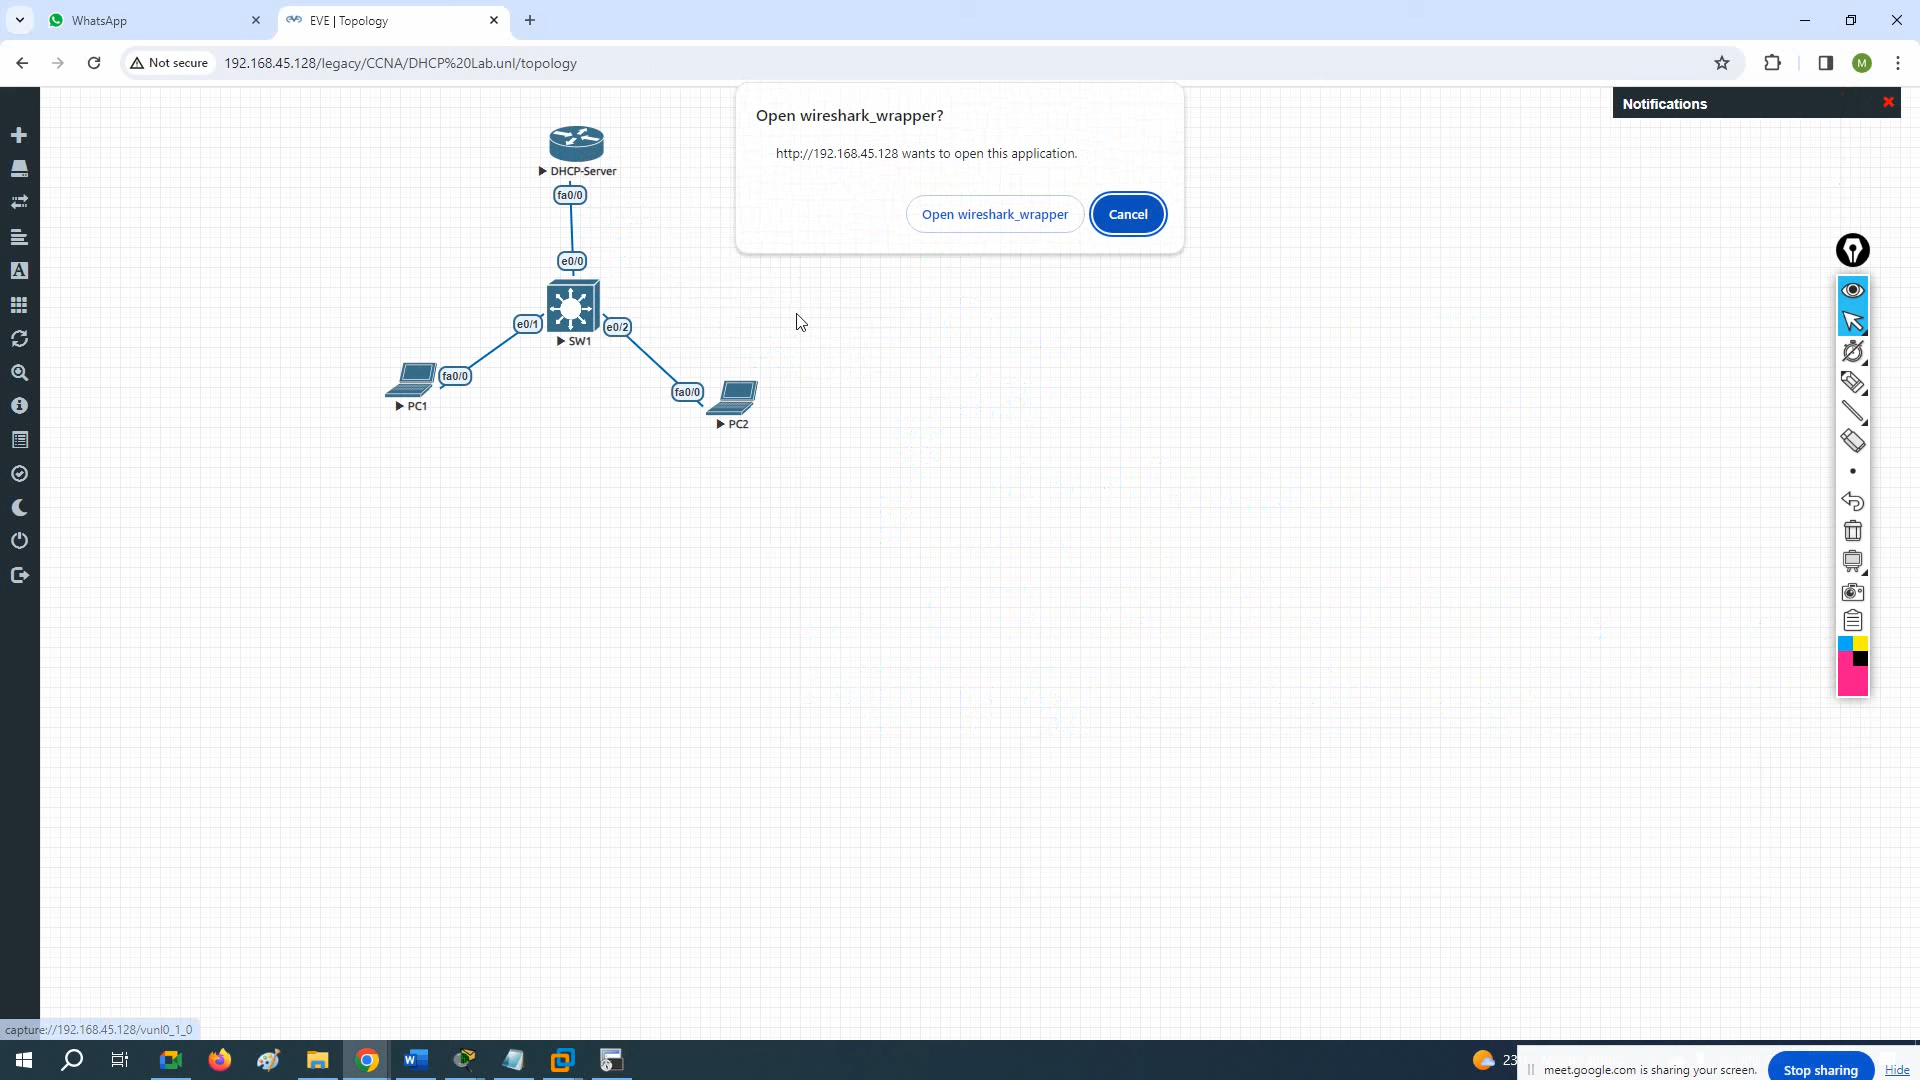 WhatsApp
EVE | Topology
Not secure
192.168.45.128/legacy/CCNA/DHCP%20Lab.unl/topology
Open wireshark_wrapper?
http://192.168.45.128 wants to open this application.
Open wireshark_wrapper
Cancel
Notifications
M
DHCP-Server
fa0/0
e0/0
e0/1
e0/2
SW1
fa0/0
PC1
fa0/0
PC2
A
capture://192.168.45.128/vunl0_1_0
23
meet.google.com is sharing your screen.
Stop sharing
Hide